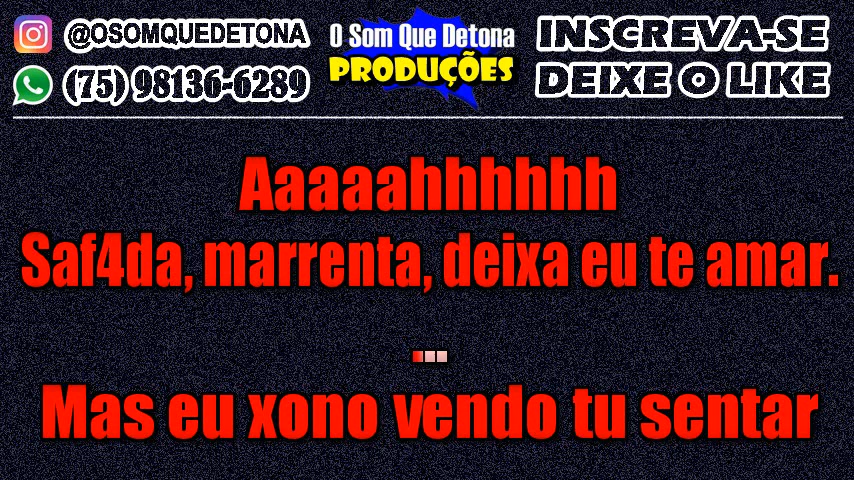 @OSOMQUEDETONA
(75) 98136-6289
O Som Que Detona
PRODUÇÕES
INSCREVA-SE
DEIXE O LIKE
Aaaaahhhhhh
Saf4da, marrenta, deixa eu te amar.
...
Mas eu xono vendo tu sentar